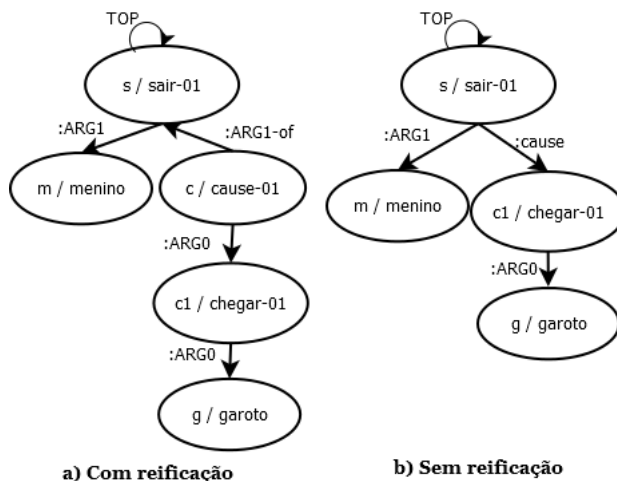 TOP
s / sair-01
:ARG1
:ARG1-of
m / menino
c / cause-01
:ARG0
c1 / chegar-01
:ARG0
g / garoto
a) Com reificação
TOP
s / sair-01
:ARG1
:cause
m / menino
c1 / chegar-01
:ARG0
g / garoto
b) Sem reificação